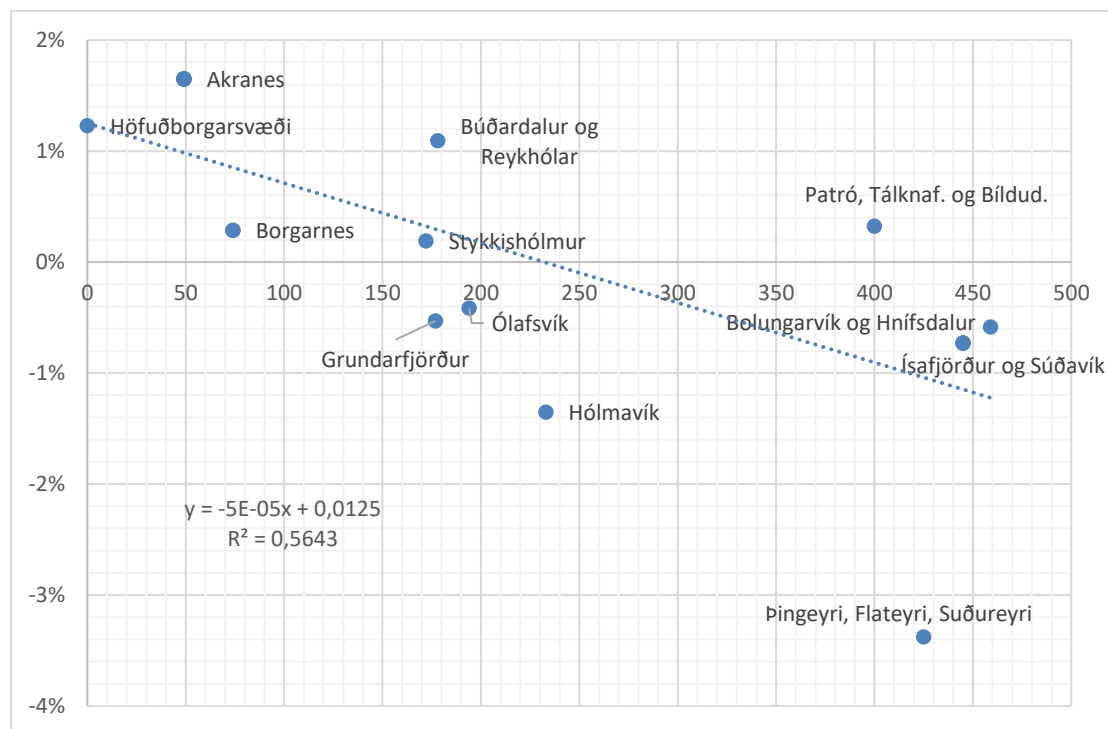 2%
Akranes
Höfuðborgarsvæði
Búðardalur og
Reykhólar
1%
Patró, Tálknaf. og Bíldud.
Borgarnes
Stykkishólmur
0%
0 50 100 150 200 250 300 350 400 450 500
Ólafsvík
Bolungarvík og Hnífsdalur
Grundarfjörður
Ísafjörður og Súðavík
-1%
Hólmavík
-2%
y = -5E-05x + 0,0125
R² = 0,5643
-3%
Þingeyri, Flateyri, Suðureyri
-4%